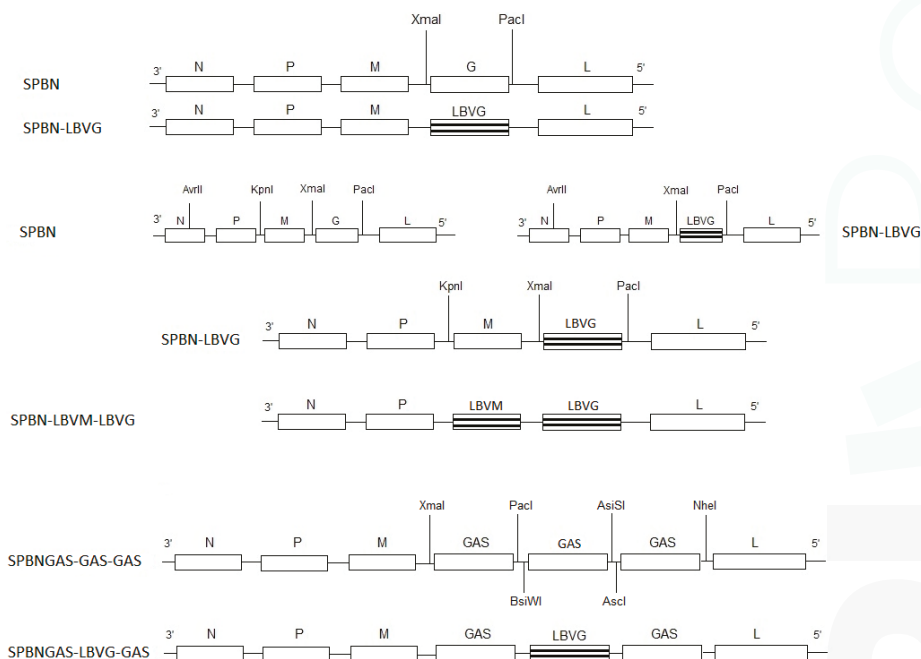 XmaI PacI
SPBN 3' N P M G L 5'
SPBN-LBVG 3' N P M LBVG L 5'
AvrII KpnI XmaI PacI AvrII XmaI PacI
SPBN 3' N P M G L 5' 3' N P M LBVG L 5' SPBN-LBVG
KpnI XmaI PacI
SPBN-LBVG 3' N P M LBVG L 5'
SPBN-LBVM-LBVG 3' N P LBVM LBVG L 5'
XmaI PacI AsiSI NheI
SPBNGAS-GAS-GAS 3' N P M GAS GAS GAS L 5'
BsiWI AscI
SPBNGAS-LBVG-GAS 3' N P M GAS LBVG GAS L 5'